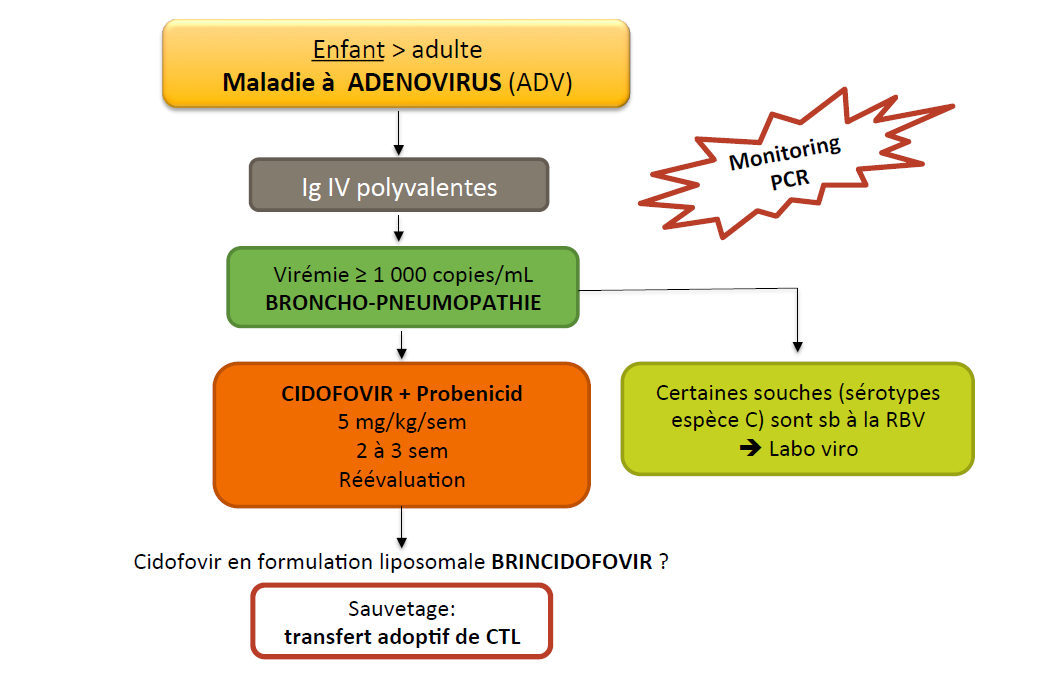 Enfant > adulte
Maladie à ADENOVIRUS (ADV)
Monitoring
PCR
Ig IV polyvalentes
Virémie ≥ 1 000 copies/mL
BRONCHO-PNEUMOPATHIE
CIDOFOVIR + Probenicid
5 mg/kg/sem
2 à 3 sem
Réévaluation
Certaines souches (sérotypes
espèce C) sont sb à la RBV
➔ Labo viro
Cidofovir en formulation liposomale BRINCIDOFOVIR ?
Sauvetage:
transfert adoptif de CTL